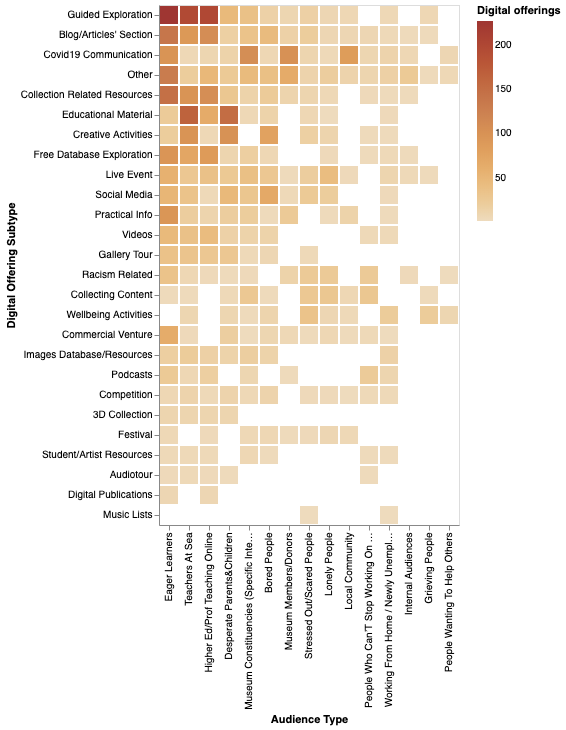 Digital offerings
200
150
100
50
Digital Offering Subtype
Guided Exploration
Blog/Articles' Section
Covid19 Communication
Other
Collection Related Resources
Educational Material
Creative Activities
Free Database Exploration
Live Event
Social Media
Practical Info
Videos
Gallery Tour
Racism Related
Collecting Content
Wellbeing Activities
Commercial Venture
Images Database/Resources
Podcasts
Competition
3D Collection
Festival
Student/Artist Resources
Audiotour
Digital Publications
Music Lists
Eager Learners
Teachers At Sea
Higher Ed/Prof Teaching Online
Desperate Parents&Children
Museum Constituencies (Specific Inte…
Bored People
Museum Members/Donors
Stressed Out/Scared People
Lonely People
Local Community
People Who Can'T Stop Working On …
Working From Home / Newly Unempl…
Internal Audiences
Grieving People
People Wanting To Help Others
Audience Type